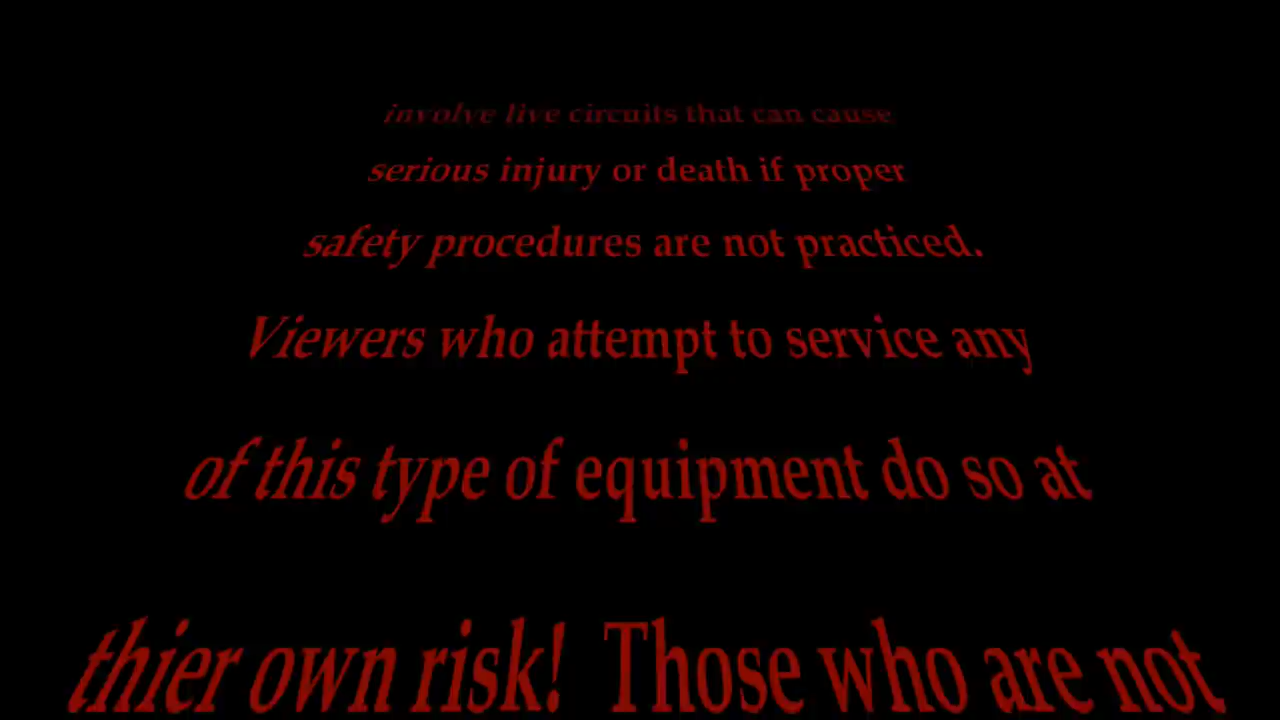 involve live circuits that can cause
serious injury or death if proper
safety procedures are not practiced.
Viewers who attempt to service any
of this type of equipment do so at
thier own risk!  Those who are not